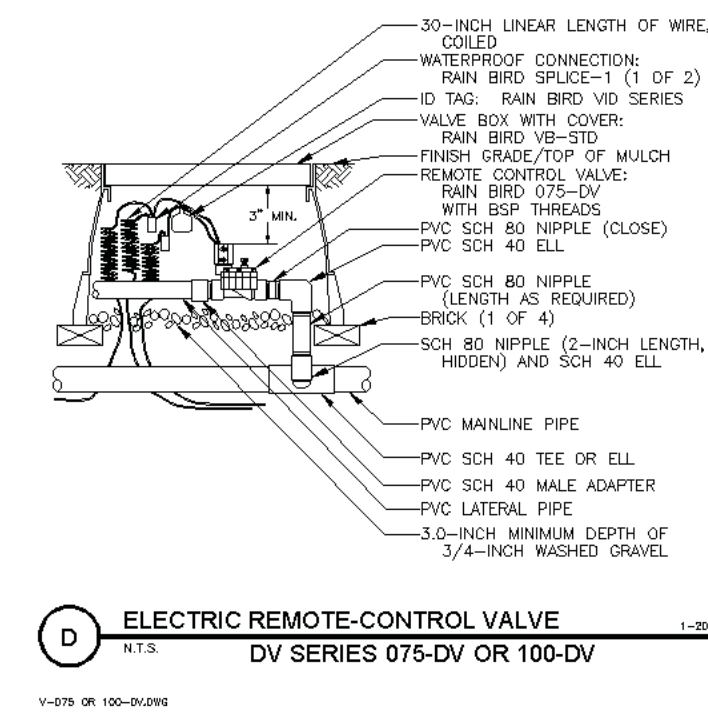 30-INCH LINEAR LENGTH OF WIRE,
COILED
WATERPROOF CONNECTION:
RAIN BIRD SPLICE-1 (1 OF 2)
ID TAG: RAIN BIRD VID SERIES
VALVE BOX WITH COVER:
RAIN BIRD VB-STD
FINISH GRADE/TOP OF MULCH
REMOTE CONTROL VALVE:
RAIN BIRD 075-DV
WITH BSP THREADS
3" MIN.
PVC SCH 80 NIPPLE (CLOSE)
PVC SCH 40 ELL
PVC SCH 80 NIPPLE
(LENGTH AS REQUIRED)
BRICK (1 OF 4)
SCH 80 NIPPLE (2-INCH LENGTH,
HIDDEN) AND SCH 40 ELL
PVC MAINLINE PIPE
PVC SCH 40 TEE OR ELL
PVC SCH 40 MALE ADAPTER
PVC LATERAL PIPE
3.0-INCH MINIMUM DEPTH OF
3/4-INCH WASHED GRAVEL
D
ELECTRIC REMOTE-CONTROL VALVE
1-20
N.T.S.
DV SERIES 075-DV OR 100-DV
V-075 OR 100-DV.DWG